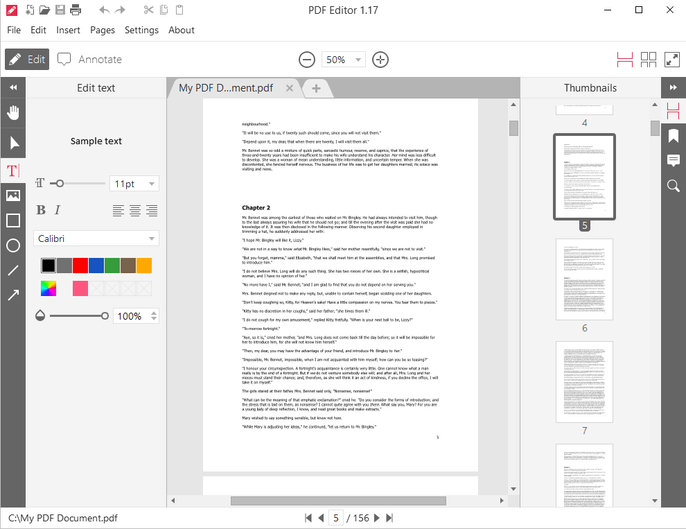 PDF Editor 1.17
File Edit Insert Pages Settings About
Edit Annotate 50%
Edit text My PDF D...ment.pdf Thumbnails
Sample text
11pt
B I
Calibri
100%
neighbourhood."
"It will be no use to us, if twenty such should come, since you will not visit them."
"Depend upon it, my dear, that when there are twenty, I will visit them all."
Mr. Bennet was so odd a mixture of quick parts, sarcastic humour, reserve, and caprice, that the experience of
three-and-twenty years had been insufficient to make his wife understand his character. Her mind was less difficult
to develop. She was a woman of mean understanding, little information, and uncertain temper. When she was
discontented, she fancied herself nervous. The business of her life was to get her daughters married; its solace was
visiting and news.
Chapter 2
Mr. Bennet was among the earliest of those who waited on Mr. Bingley. He had always intended to visit him, though
to the last always assuring his wife that he should not go; and till the evening after the visit was paid she had no
knowledge of it. It was then disclosed in the following manner. Observing his second daughter employed in
trimming a hat, he suddenly addressed her with:
"I hope Mr. Bingley will like it, Lizzy."
"We are not in a way to know what Mr. Bingley likes," said her mother resentfully, "since we are not to visit."
"But you forget, mamma," said Elizabeth, "that we shall meet him at the assemblies, and that Mrs. Long promised
to introduce him."
"I do not believe Mrs. Long will do any such thing. She has two nieces of her own. She is a selfish, hypocritical
woman, and I have no opinion of her."
"No more have I," said Mr. Bennet; "and I am glad to find that you do not depend on her serving you."
Mrs. Bennet deigned not to make any reply, but, unable to contain herself, began scolding one of her daughters.
"Don't keep coughing so, Kitty, for Heaven's sake! Have a little compassion on my nerves. You tear them to pieces."
"Kitty has no discretion in her coughs," said her father; "she times them ill."
"I do not cough for my own amusement," replied Kitty fretfully. "When is your next ball to be, Lizzy?"
"To-morrow fortnight."
"Aye, so it is," cried her mother, "and Mrs. Long does not come back till the day before; so it will be impossible for
her to introduce him, for she will not know him herself."
"Then, my dear, you may have the advantage of your friend, and introduce Mr. Bingley to her."
"Impossible, Mr. Bennet, impossible, when I am not acquainted with him myself; how can you be so teasing?"
"I honour your circumspection. A fortnight's acquaintance is certainly very little. One cannot know what a man
really is by the end of a fortnight. But if we do not venture somebody else will; and after all, Mrs. Long and her
nieces must stand their chance; and, therefore, as she will think it an act of kindness, if you decline the office, I will
take it on myself."
The girls stared at their father. Mrs. Bennet said only, "Nonsense, nonsense!"
"What can be the meaning of that emphatic exclamation?" cried he. "Do you consider the forms of introduction, and
the stress that is laid on them, as nonsense? I cannot quite agree with you there. What say you, Mary? For you are
a young lady of deep reflection, I know, and read great books and make extracts."
Mary wished to say something sensible, but knew not how.
"While Mary is adjusting her ideas," he continued, "let us return to Mr. Bingley."
4
5
6
7
C:\My PDF Document.pdf 5 / 156